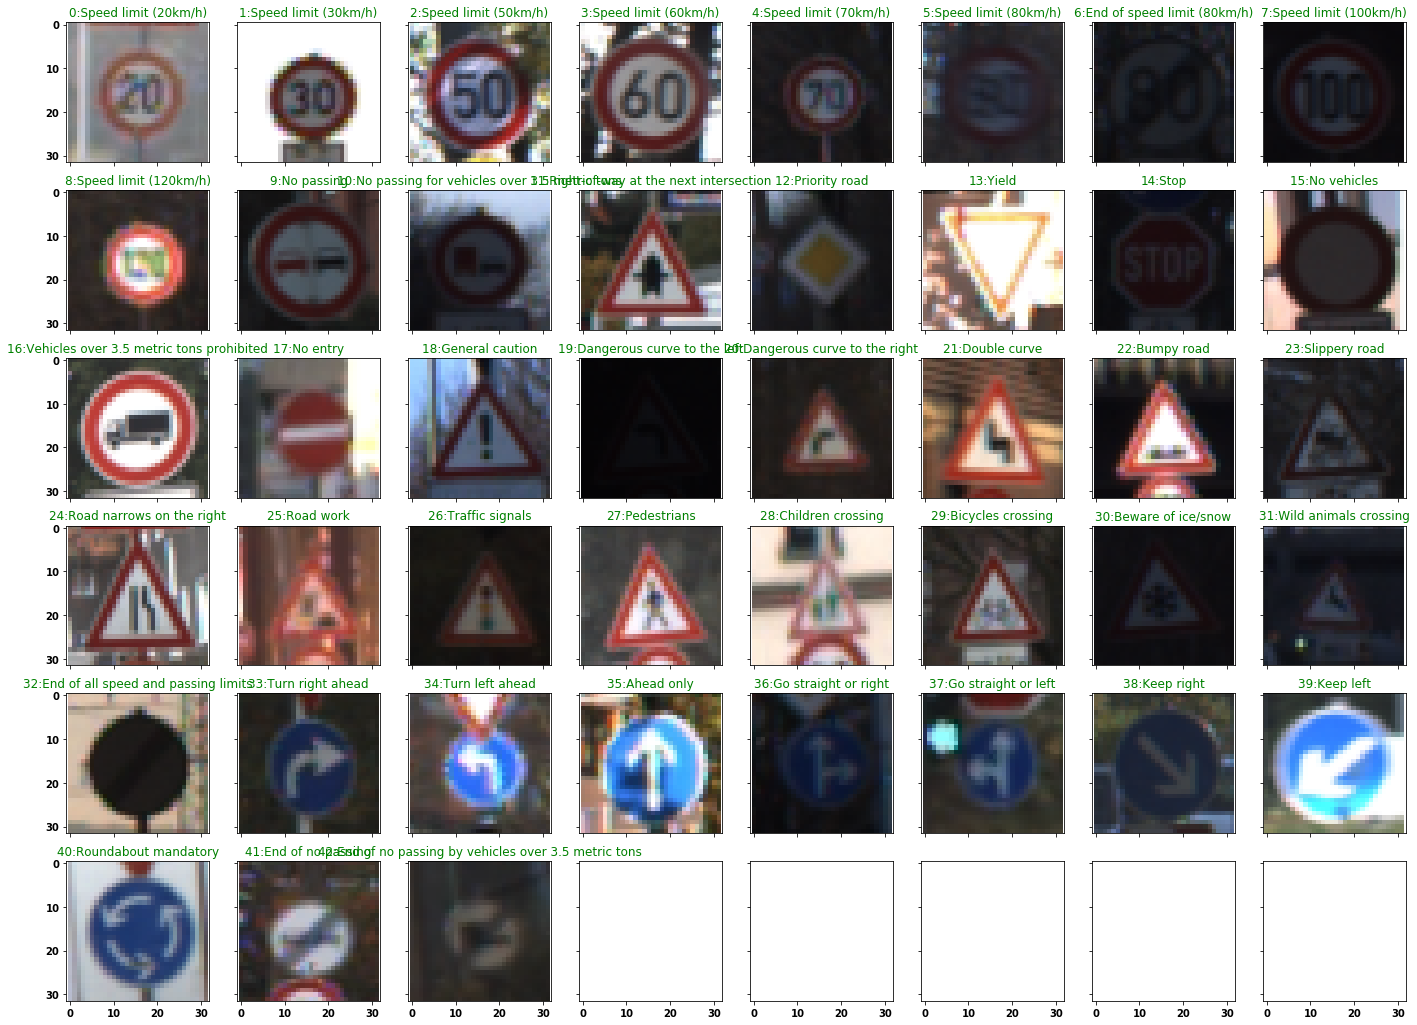 0:Speed limit (20km/h) 1:Speed limit (30km/h) 2:Speed limit (50km/h) 3:Speed limit (60km/h) 4:Speed limit (70km/h) 5:Speed limit (80km/h) 6:End of speed limit (80km/h) 7:Speed limit (100km/h)
0
10
20
30
20 30 50 60 70 80 80 100
8:Speed limit (120km/h) 9:No passing 10:No passing for vehicles over 3.5 metric tons 11:Right-of-way at the next intersection 12:Priority road 13:Yield 14:Stop 15:No vehicles
0
10
20
30
STOP
16:Vehicles over 3.5 metric tons prohibited 17:No entry 18:General caution 19:Dangerous curve to the left 20:Dangerous curve to the right 21:Double curve 22:Bumpy road 23:Slippery road
0
10
20
30
24:Road narrows on the right 25:Road work 26:Traffic signals 27:Pedestrians 28:Children crossing 29:Bicycles crossing 30:Beware of ice/snow 31:Wild animals crossing
0
10
20
30
32:End of all speed and passing limits 33:Turn right ahead 34:Turn left ahead 35:Ahead only 36:Go straight or right 37:Go straight or left 38:Keep right 39:Keep left
0
10
20
30
40:Roundabout mandatory 41:End of no passing 42:End of no passing by vehicles over 3.5 metric tons
0
10
20
30
0 10 20 30 0 10 20 30 0 10 20 30 0 10 20 30 0 10 20 30 0 10 20 30 0 10 20 30 0 10 20 30